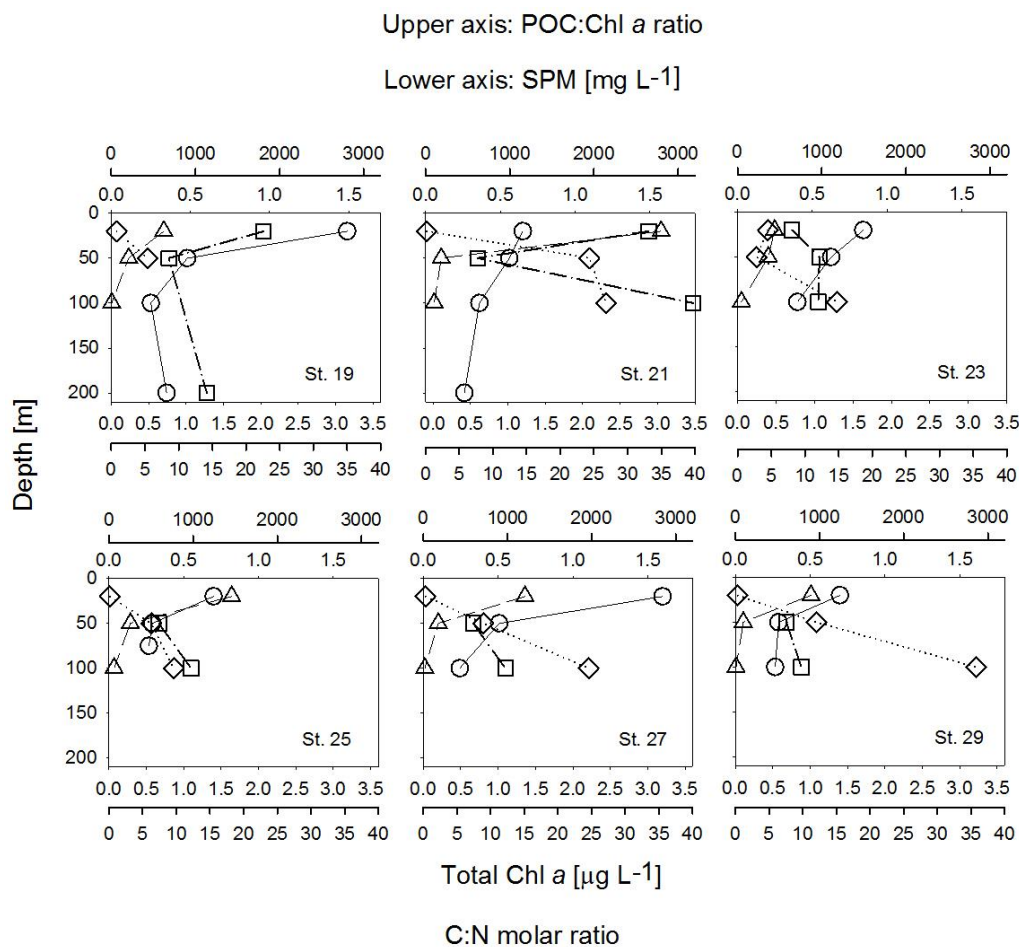 Upper axis: POC:Chl a ratio
Lower axis: SPM [mg L-1]
0 1000 2000 3000 0 1000 2000 3000 0 1000 2000 3000
0.0 0.5 1.0 1.5 0.0 0.5 1.0 1.5 0.0 0.5 1.0 1.5
0
50
100
150
200
St. 19 St. 21 St. 23
0.0 0.5 1.0 1.5 2.0 2.5 3.0 3.5 0.0 0.5 1.0 1.5 2.0 2.5 3.0 3.5 0.0 0.5 1.0 1.5 2.0 2.5 3.0 3.5
0 5 10 15 20 25 30 35 40 0 5 10 15 20 25 30 35 40 0 5 10 15 20 25 30 35 40
Depth [m]
0 1000 2000 3000 0 1000 2000 3000 0 1000 2000 3000
0.0 0.5 1.0 1.5 0.0 0.5 1.0 1.5 0.0 0.5 1.0 1.5
0
50
100
150
200
St. 25 St. 27 St. 29
0.0 0.5 1.0 1.5 2.0 2.5 3.0 3.5 0.0 0.5 1.0 1.5 2.0 2.5 3.0 3.5 0.0 0.5 1.0 1.5 2.0 2.5 3.0 3.5
0 5 10 15 20 25 30 35 40 0 5 10 15 20 25 30 35 40 0 5 10 15 20 25 30 35 40
Total Chl a [μg L-1]
C:N molar ratio